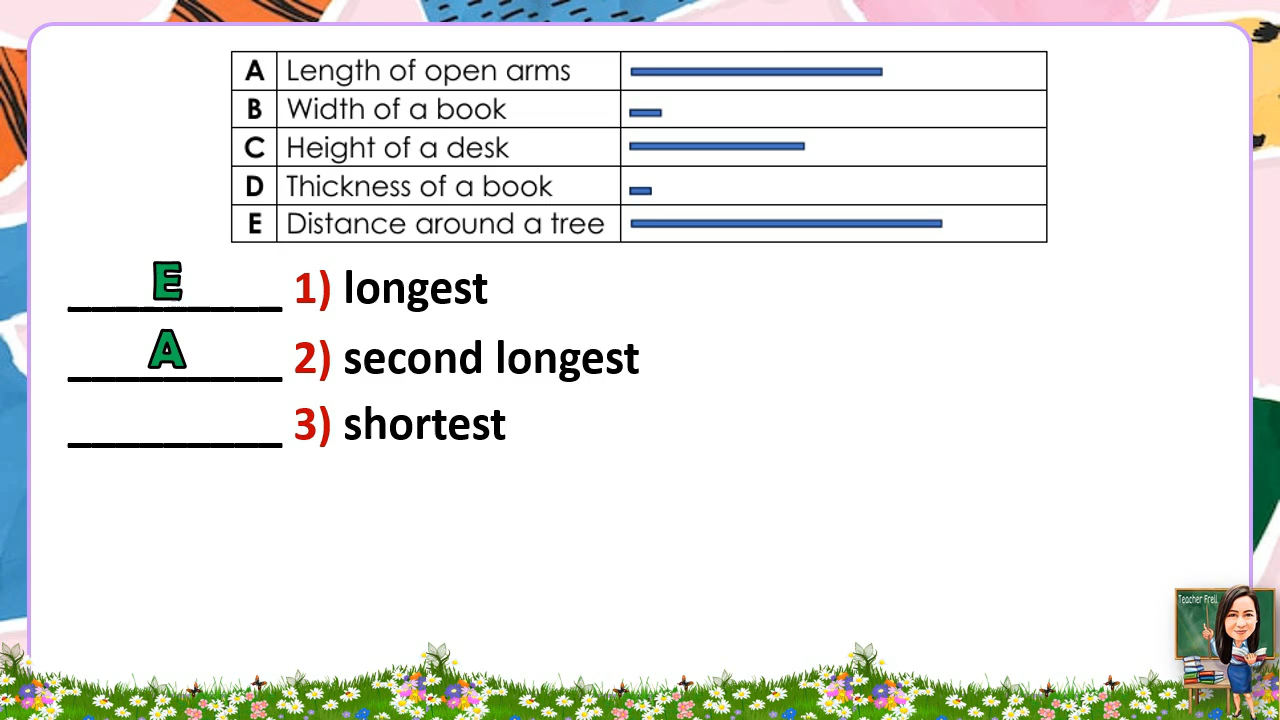 A Length of open arms
B Width of a book
C Height of a desk
D Thickness of a book
E Distance around a tree
E 1) longest
A 2) second longest
_________ 3) shortest
Teacher Frell